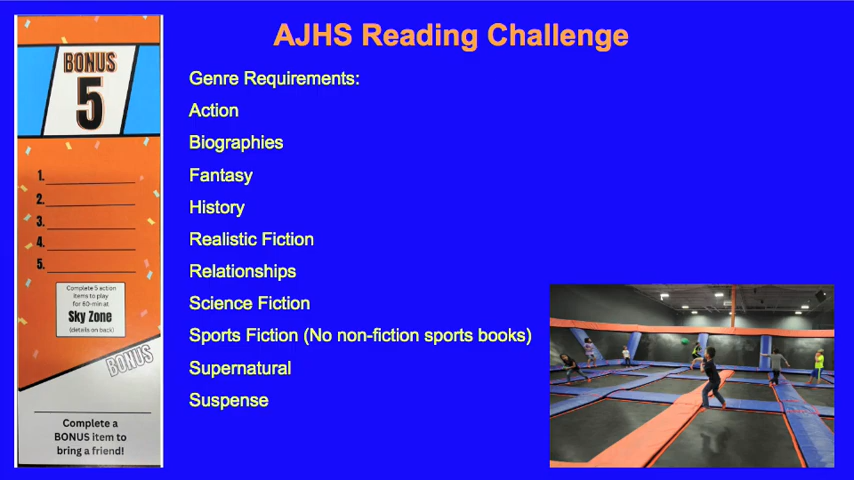 AJHS Reading Challenge
BONUS
5
1.
2.
3.
4.
5.
Complete 5 action
items to play
for 60-min at
Sky Zone
(details on back)
BONUS
Complete a
BONUS item to
bring a friend!
Genre Requirements:
Action
Biographies
Fantasy
History
Realistic Fiction
Relationships
Science Fiction
Sports Fiction (No non-fiction sports books)
Supernatural
Suspense